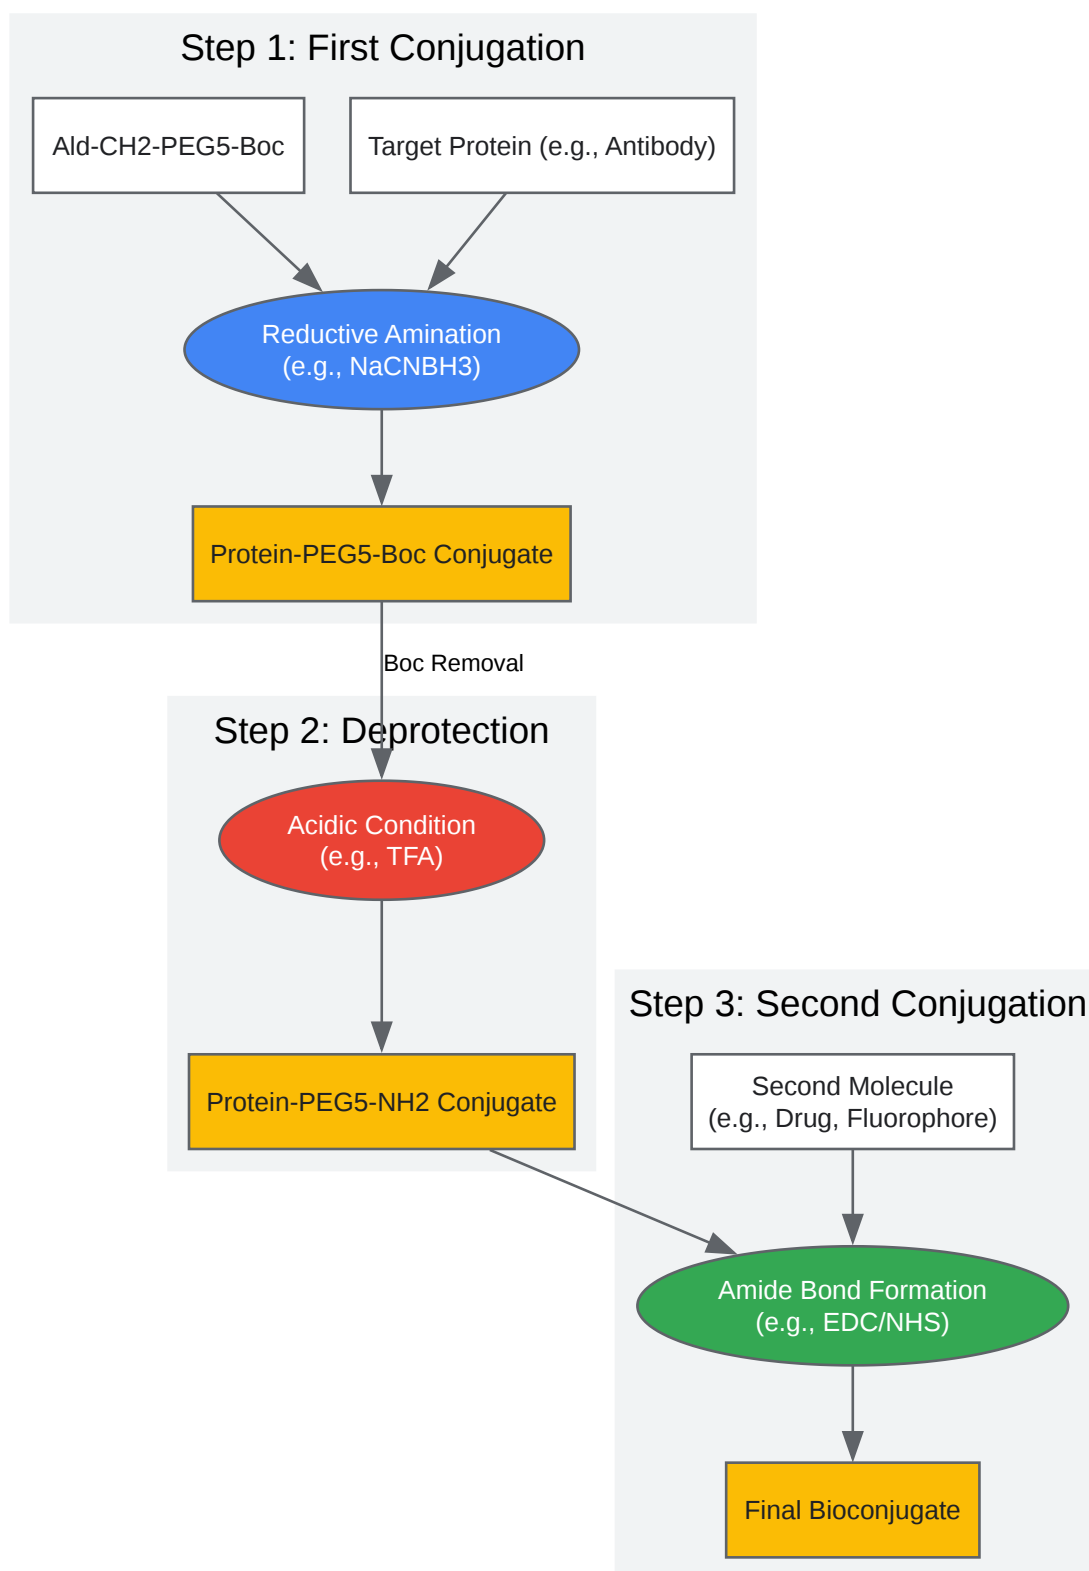 Step 1: First Conjugation
Ald-CH2-PEG5-Boc
Target Protein (e.g., Antibody)
Reductive Amination
(e.g., NaCNBH3)
Protein-PEG5-Boc Conjugate
Boc Removal
Step 2: Deprotection
Acidic Condition
(e.g., TFA)
Protein-PEG5-NH2 Conjugate
Step 3: Second Conjugation
Second Molecule
(e.g., Drug, Fluorophore)
Amide Bond Formation
(e.g., EDC/NHS)
Final Bioconjugate